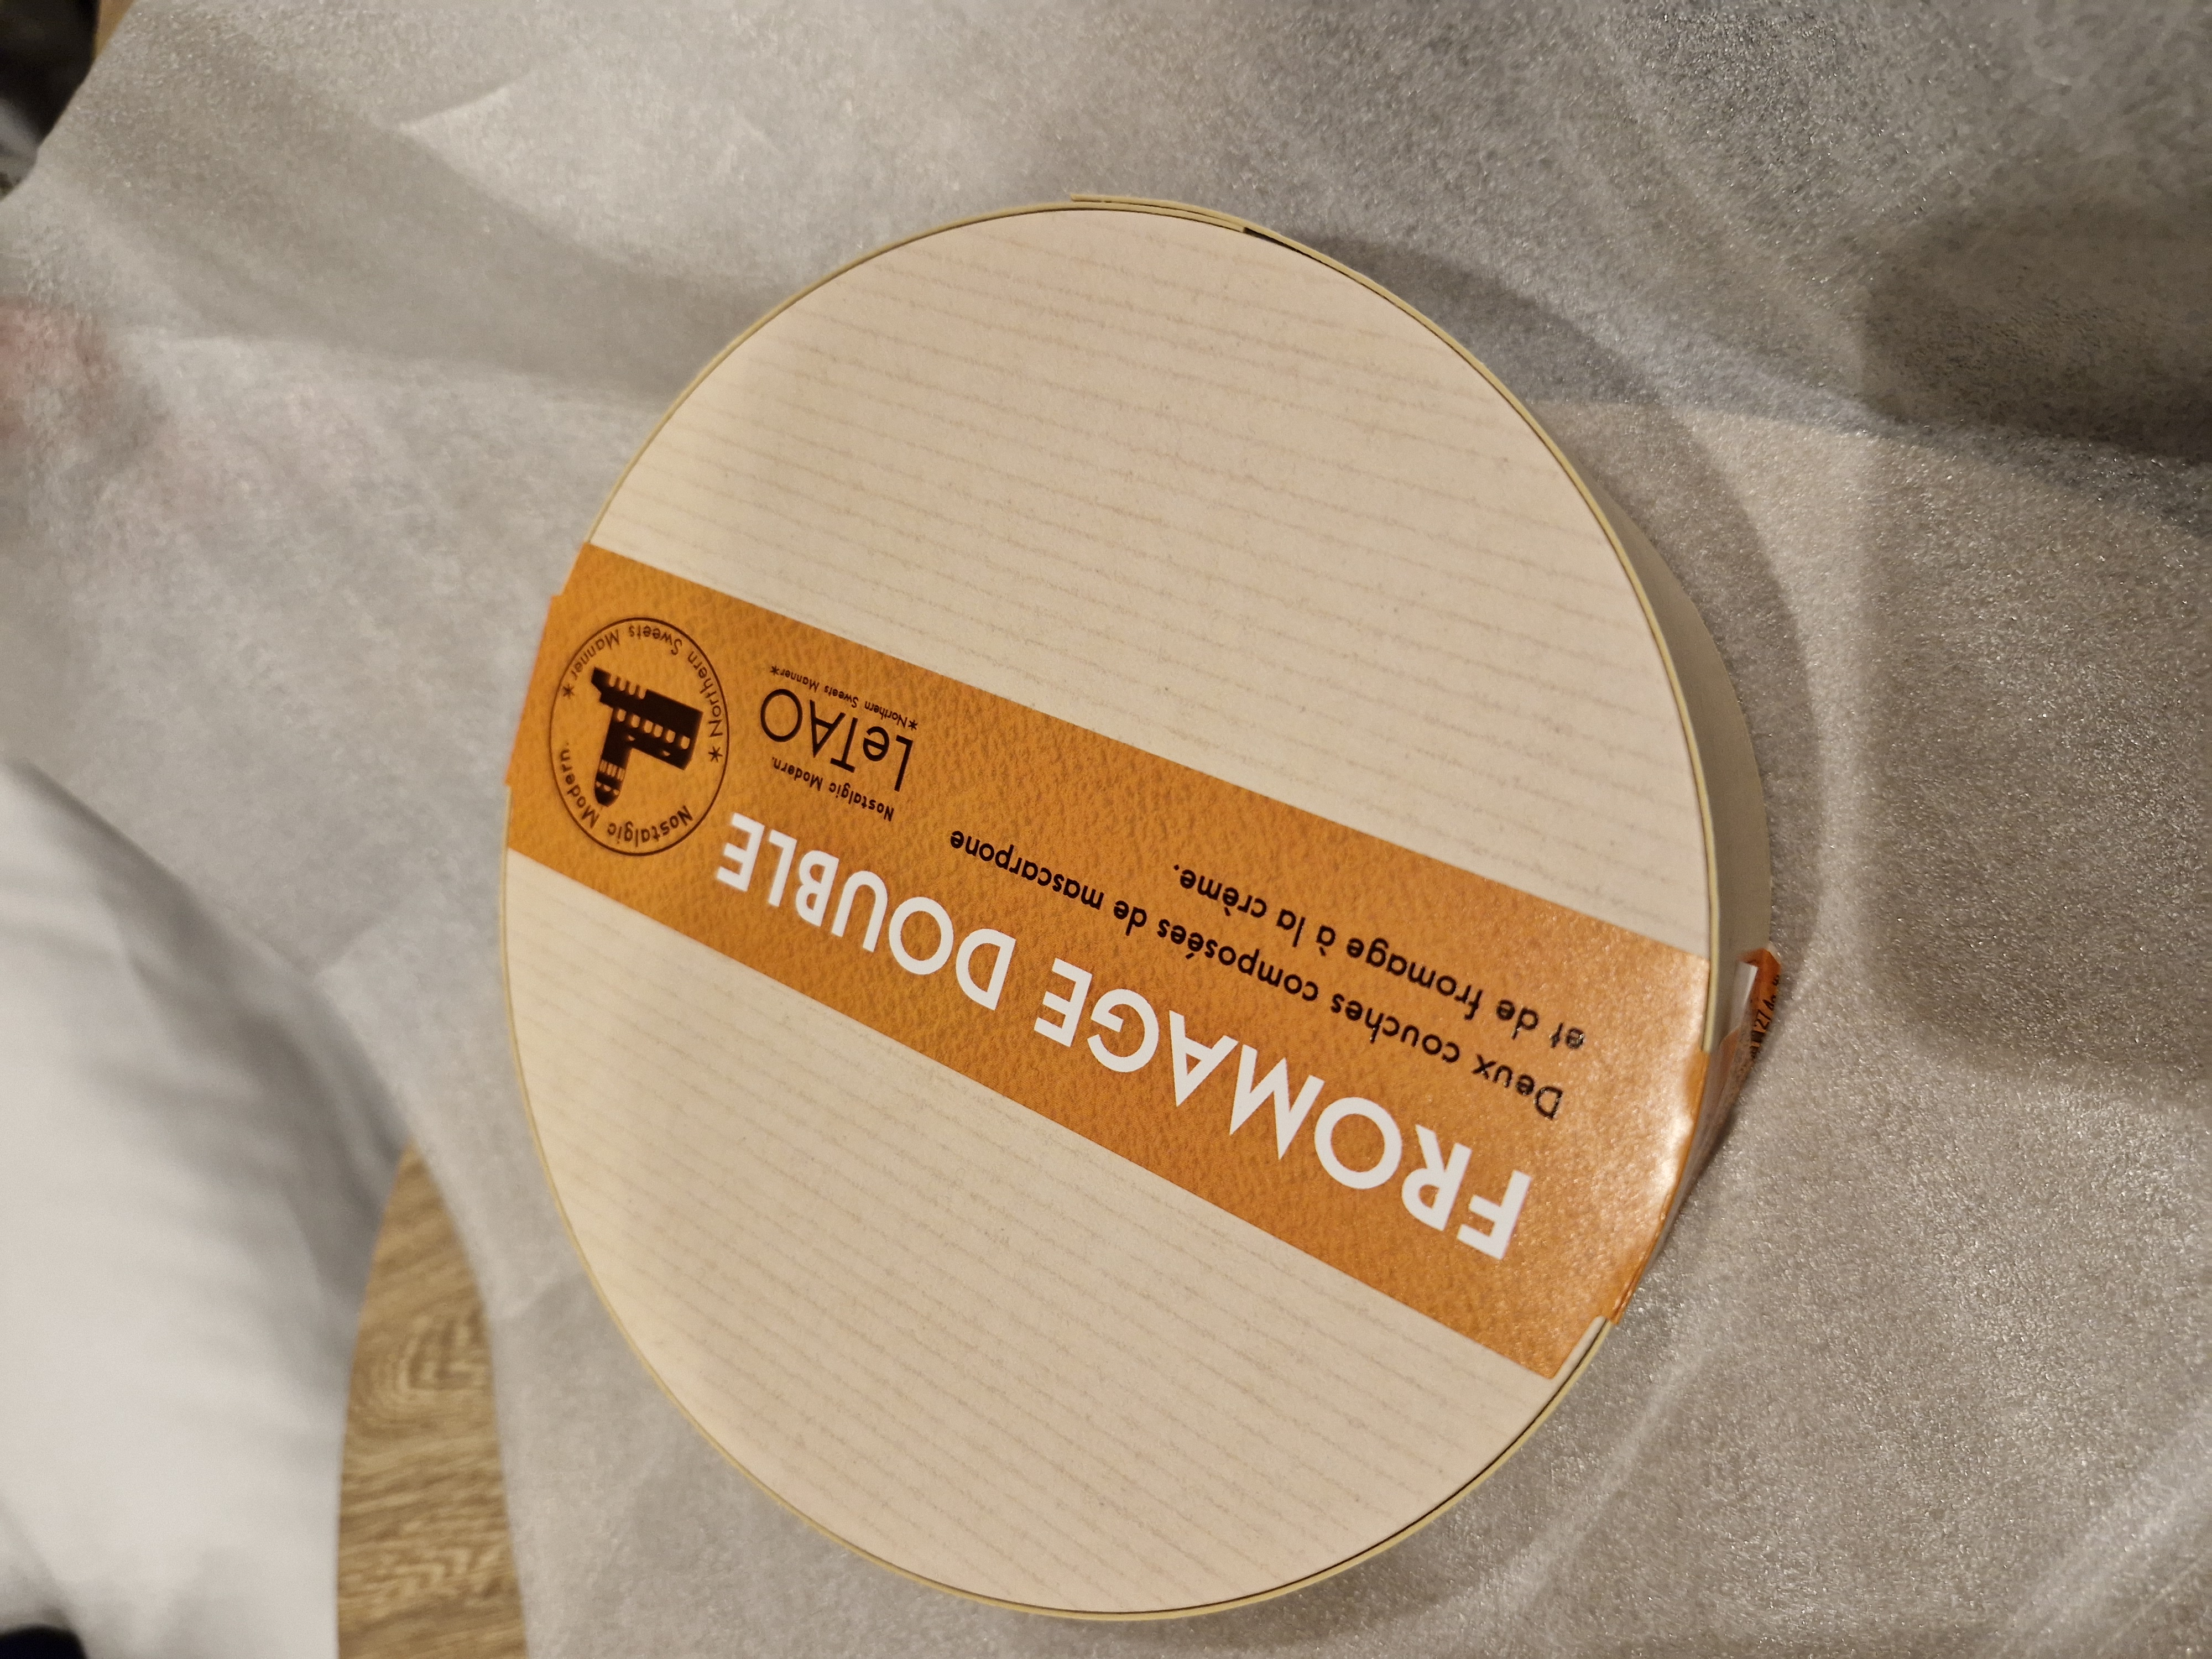 FROMAGE DOUBLE
Deux couches composées de mascarpone
et de fromage à la crème.
Nostalgic Modern.
LeTAO
*Northern Sweets Manner*
Nostalgic Modern.
*Northern Sweets Manner*